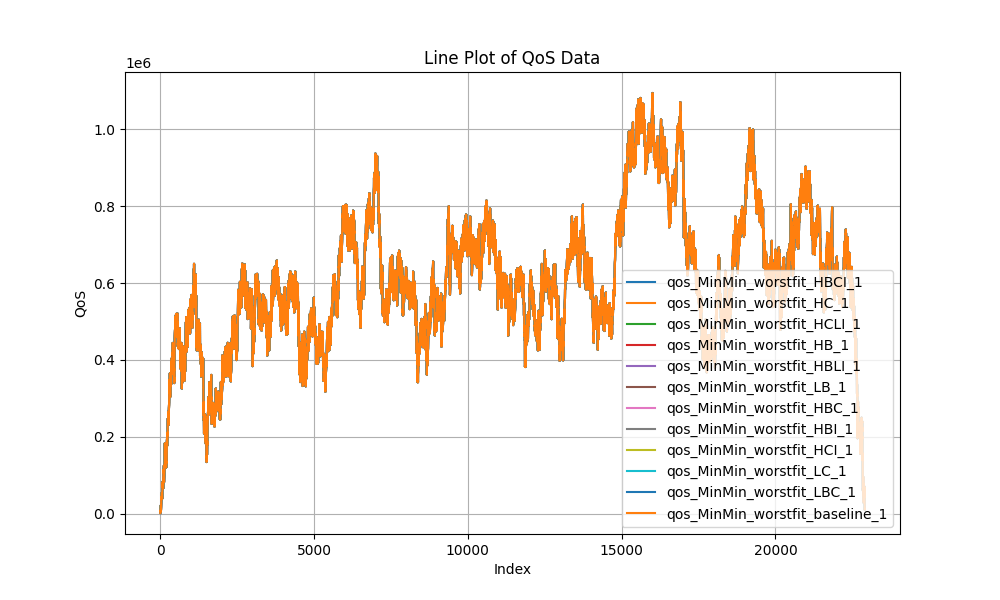 Line Plot of QoS Data
1e6
1.0
0.8
0.6
0.4
0.2
0.0
QoS
0
5000
10000
15000
20000
Index
qos_MinMin_worstfit_HBCI_1
qos_MinMin_worstfit_HC_1
qos_MinMin_worstfit_HCLI_1
qos_MinMin_worstfit_HB_1
qos_MinMin_worstfit_HBLI_1
qos_MinMin_worstfit_LB_1
qos_MinMin_worstfit_HBC_1
qos_MinMin_worstfit_HBI_1
qos_MinMin_worstfit_HCI_1
qos_MinMin_worstfit_LC_1
qos_MinMin_worstfit_LBC_1
qos_MinMin_worstfit_baseline_1